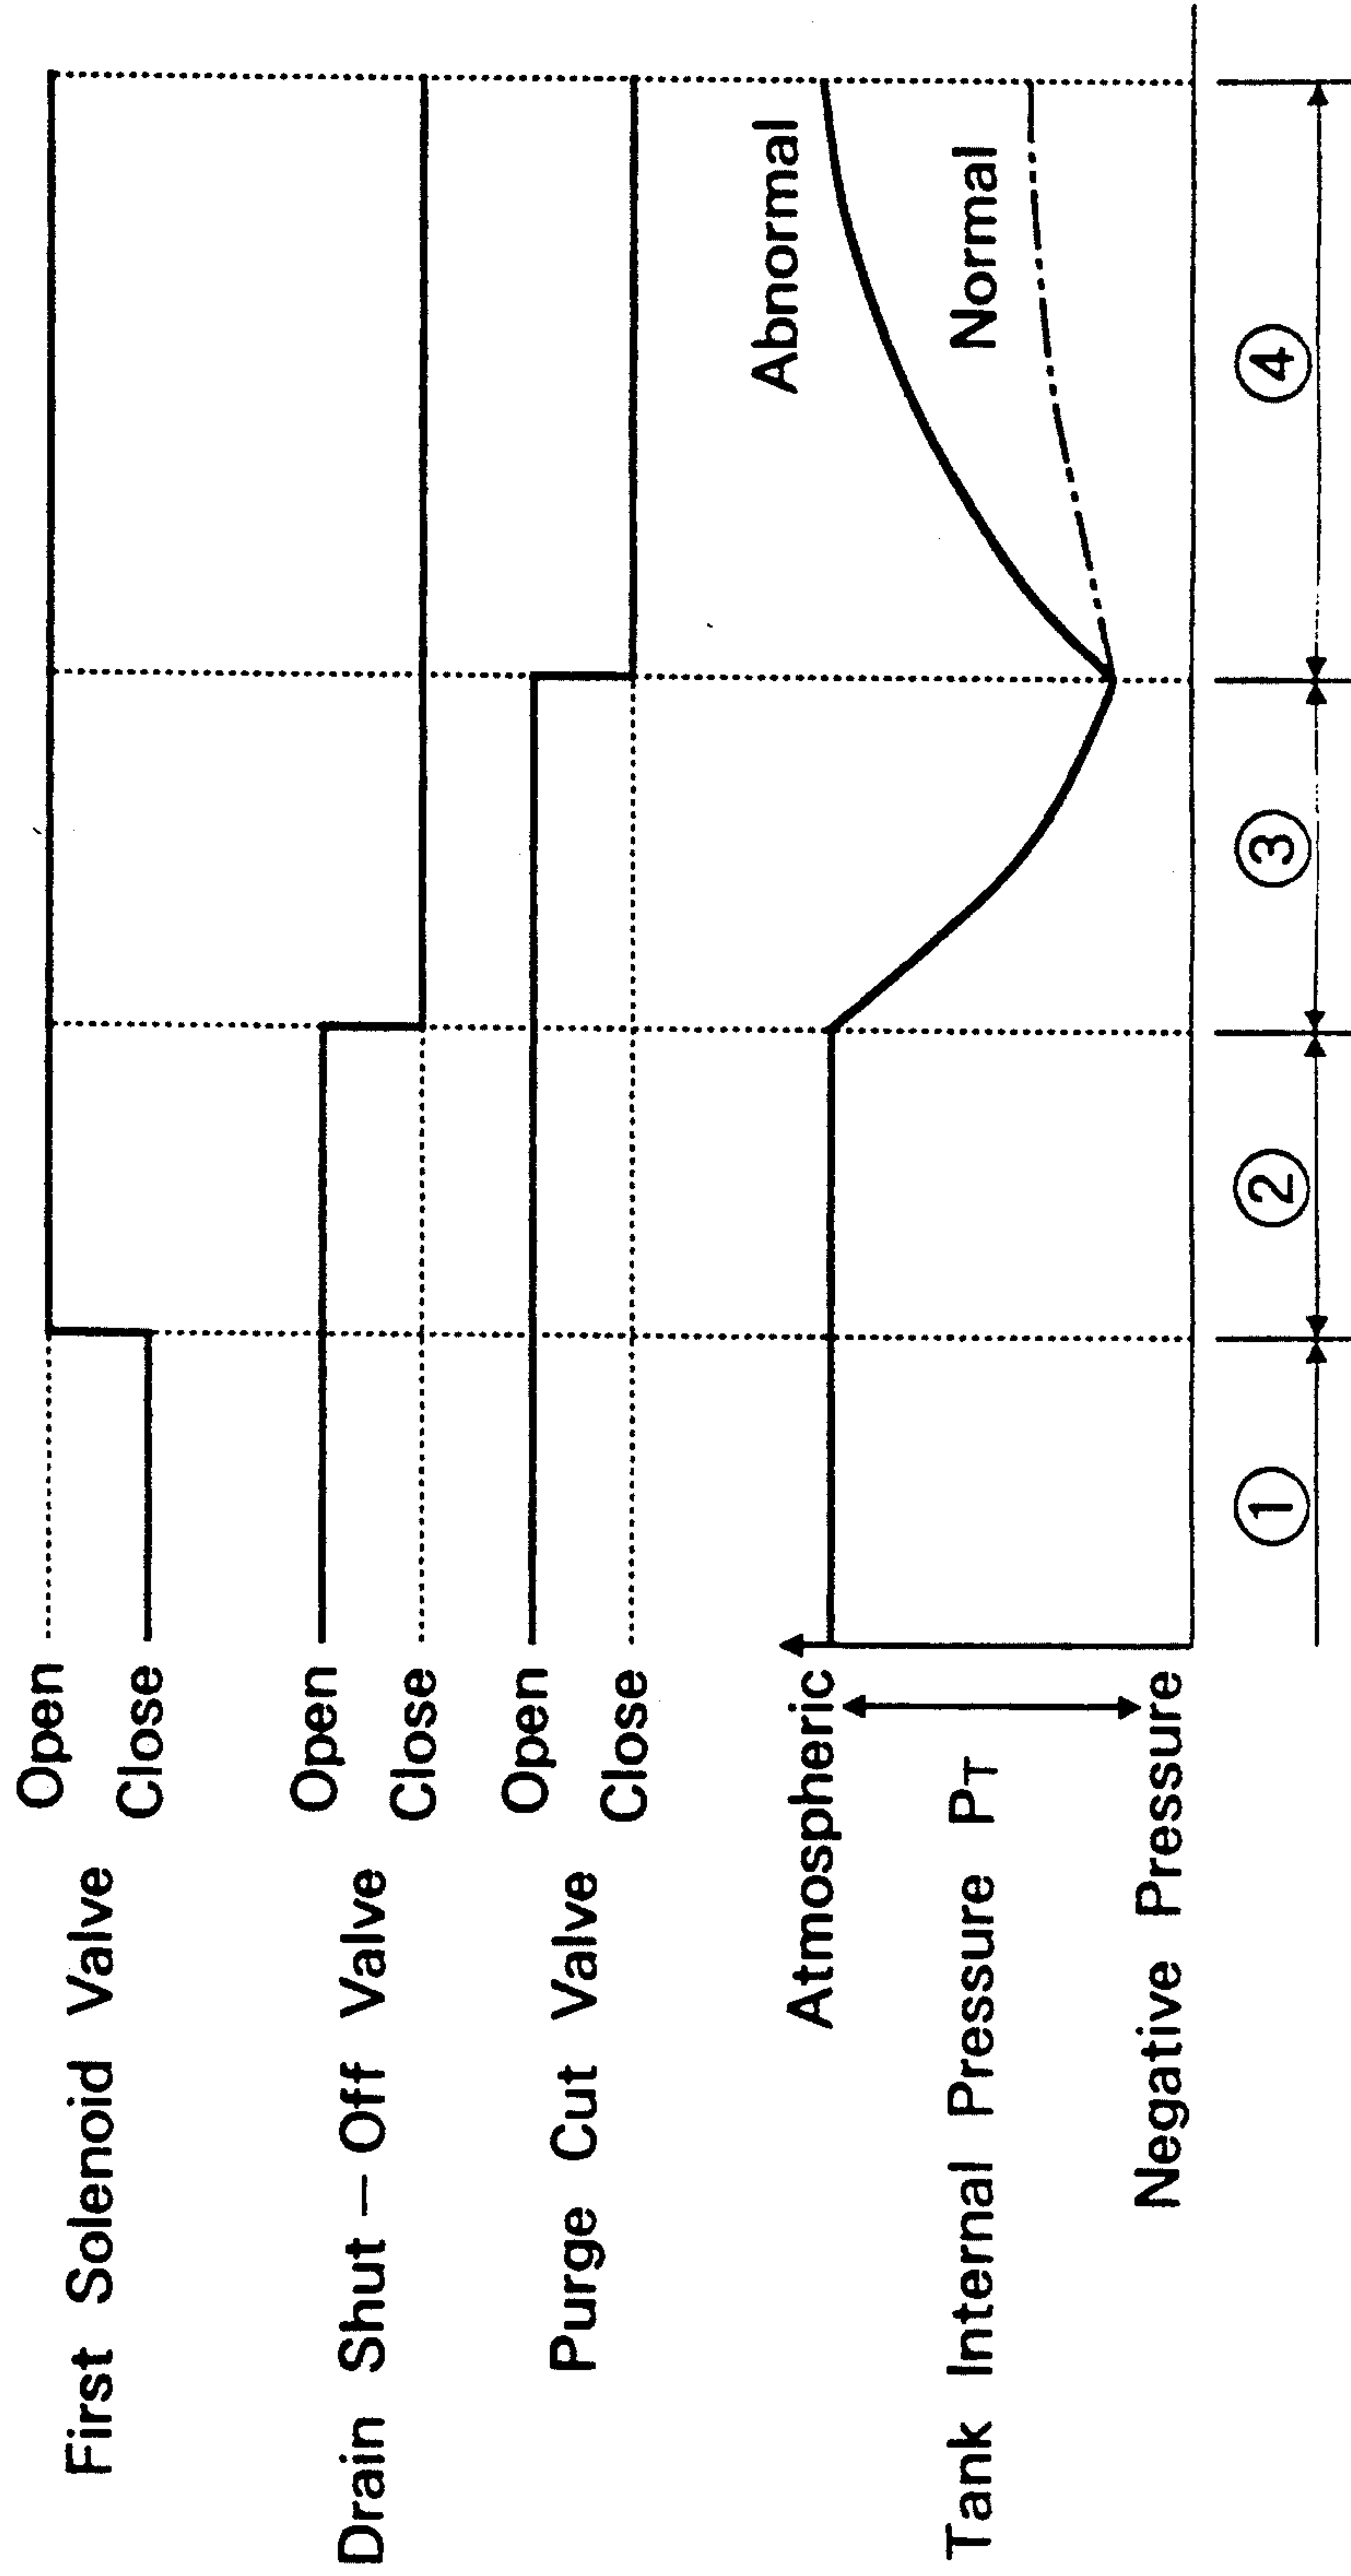 First Solenoid Valve
Open
Close
Drain Shut-Off Valve
Open
Close
Purge Cut Valve
Open
Close
Atmospheric
Tank Internal Pressure PT
Negative Pressure
Abnormal
Normal
① ② ③ ④